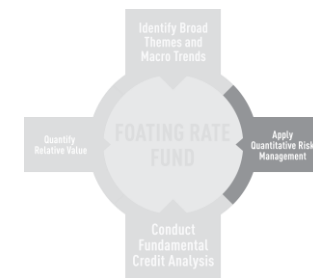 Identify Broad
Themes and
Macro Trends
Quantify
Relative Value
FOATING RATE
FUND
Apply
Quantitative Risk
Management
Conduct
Fundamental
Credit Analysis